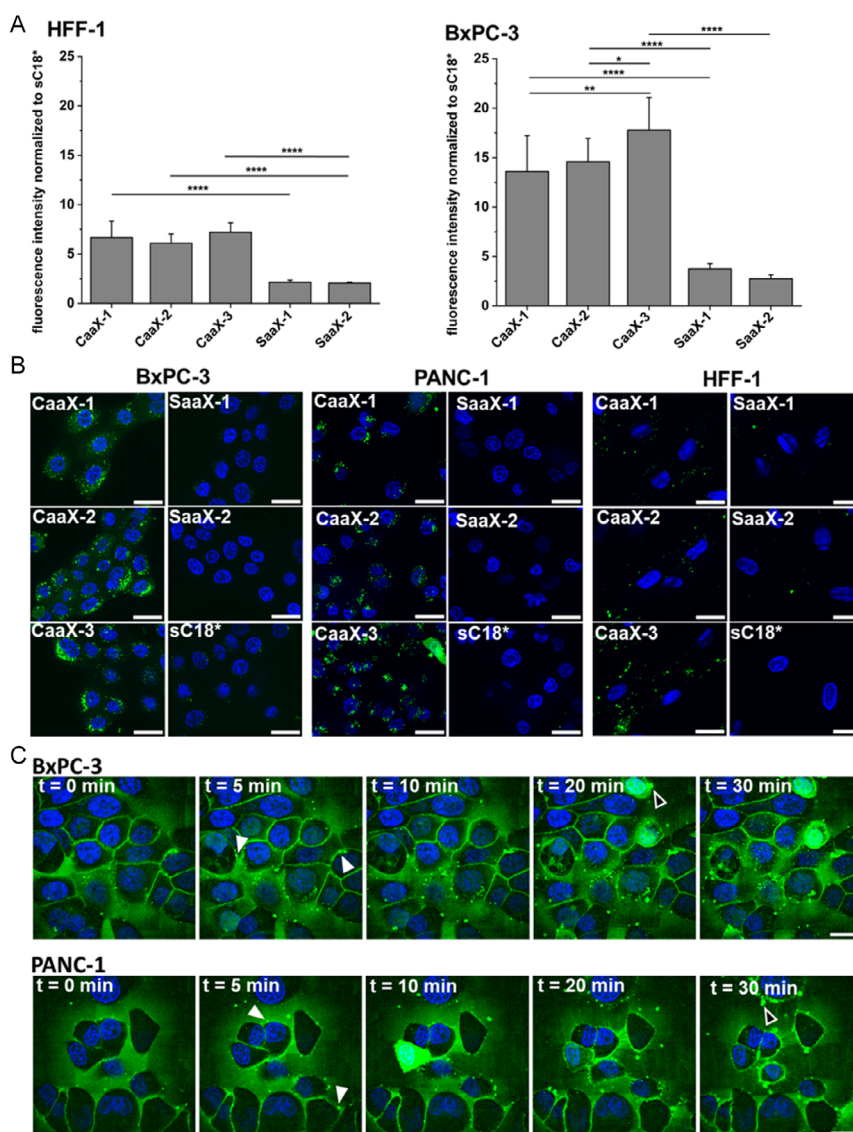 A
HFF-1
fluorescence intensity normalized to sC18*
25
20
15
10
5
0
****
****
****
CaaX-1
CaaX-2
CaaX-3
SaaX-1
SaaX-2
BxPC-3
fluorescence intensity normalized to sC18*
25
20
15
10
5
0
****
****
*
****
**
CaaX-1
CaaX-2
CaaX-3
SaaX-1
SaaX-2
B
BxPC-3 PANC-1 HFF-1
CaaX-1 SaaX-1 CaaX-1 SaaX-1 CaaX-1 SaaX-1
CaaX-2 SaaX-2 CaaX-2 SaaX-2 CaaX-2 SaaX-2
CaaX-3 sC18* CaaX-3 sC18* CaaX-3 sC18*
C
BxPC-3
t = 0 min t = 5 min t = 10 min t = 20 min t = 30 min
PANC-1
t = 0 min t = 5 min t = 10 min t = 20 min t = 30 min